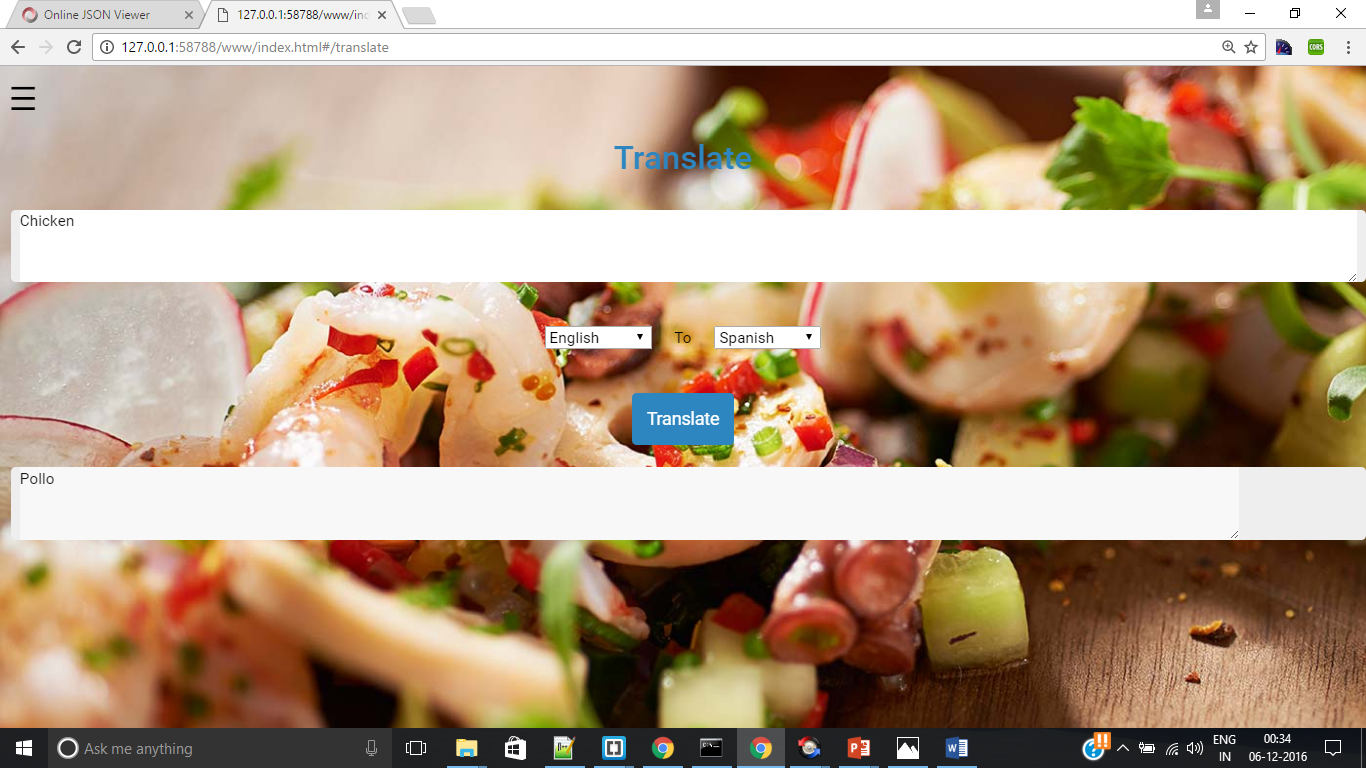 Online JSON Viewer
127.0.0.1:58788/www/inc
127.0.0.1:58788/www/index.html#/translate
CORS
Translate
Chicken
English To Spanish
Translate
Pollo
Ask me anything
ENG
IN
00:34
06-12-2016